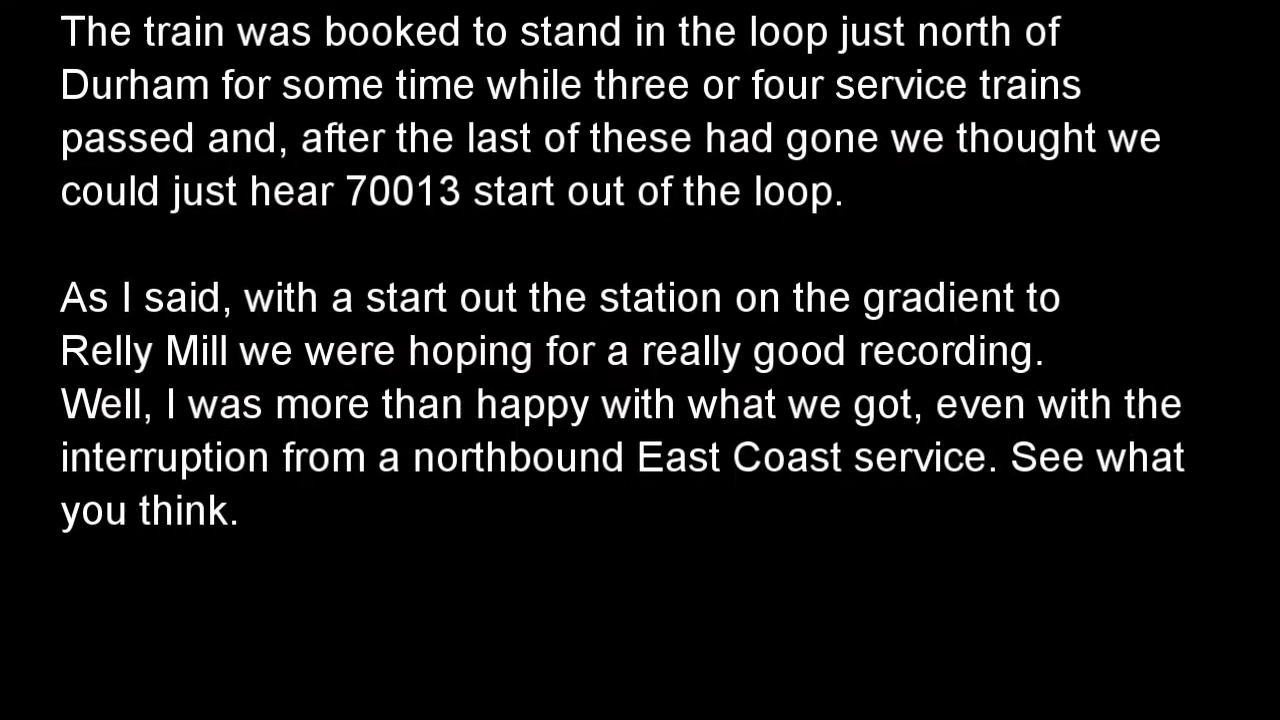 The train was booked to stand in the loop just north of
Durham for some time while three or four service trains
passed and, after the last of these had gone we thought we
could just hear 70013 start out of the loop.
As I said, with a start out the station on the gradient to
Relly Mill we were hoping for a really good recording.
Well, I was more than happy with what we got, even with the
interruption from a northbound East Coast service. See what
you think.